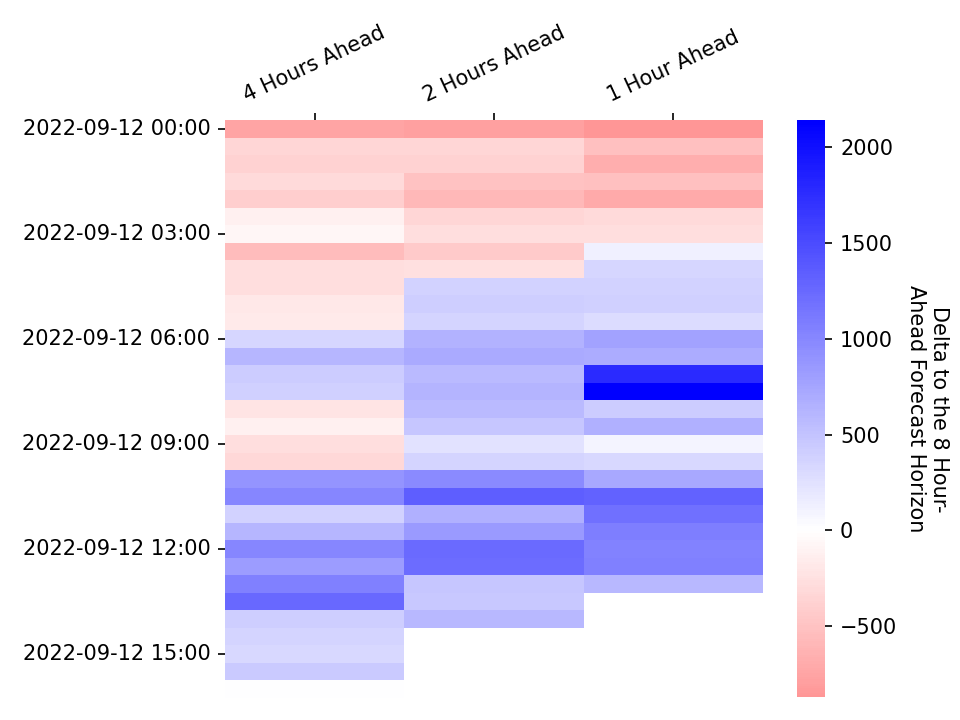 4 Hours Ahead
2 Hours Ahead
1 Hour Ahead
2022-09-12 00:00
2022-09-12 03:00
2022-09-12 06:00
2022-09-12 09:00
2022-09-12 12:00
2022-09-12 15:00
2000
1500
1000
500
0
−500
Delta to the 8 Hour-
Ahead Forecast Horizon